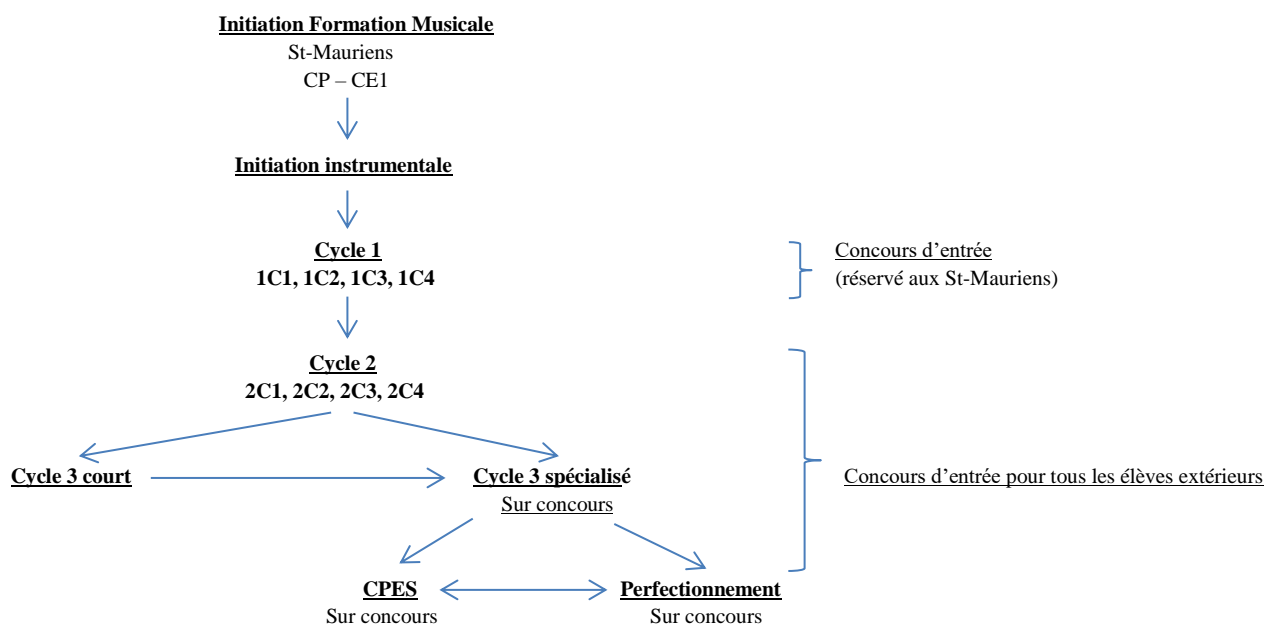 Initiation Formation Musicale
St-Mauriens
CP – CE1
Initiation instrumentale
Cycle 1
1C1, 1C2, 1C3, 1C4
Concours d'entrée
(réservé aux St-Mauriens)
Cycle 2
2C1, 2C2, 2C3, 2C4
Cycle 3 court
Cycle 3 spécialisé
Sur concours
Concours d'entrée pour tous les élèves extérieurs
CPES
Sur concours
Perfectionnement
Sur concours